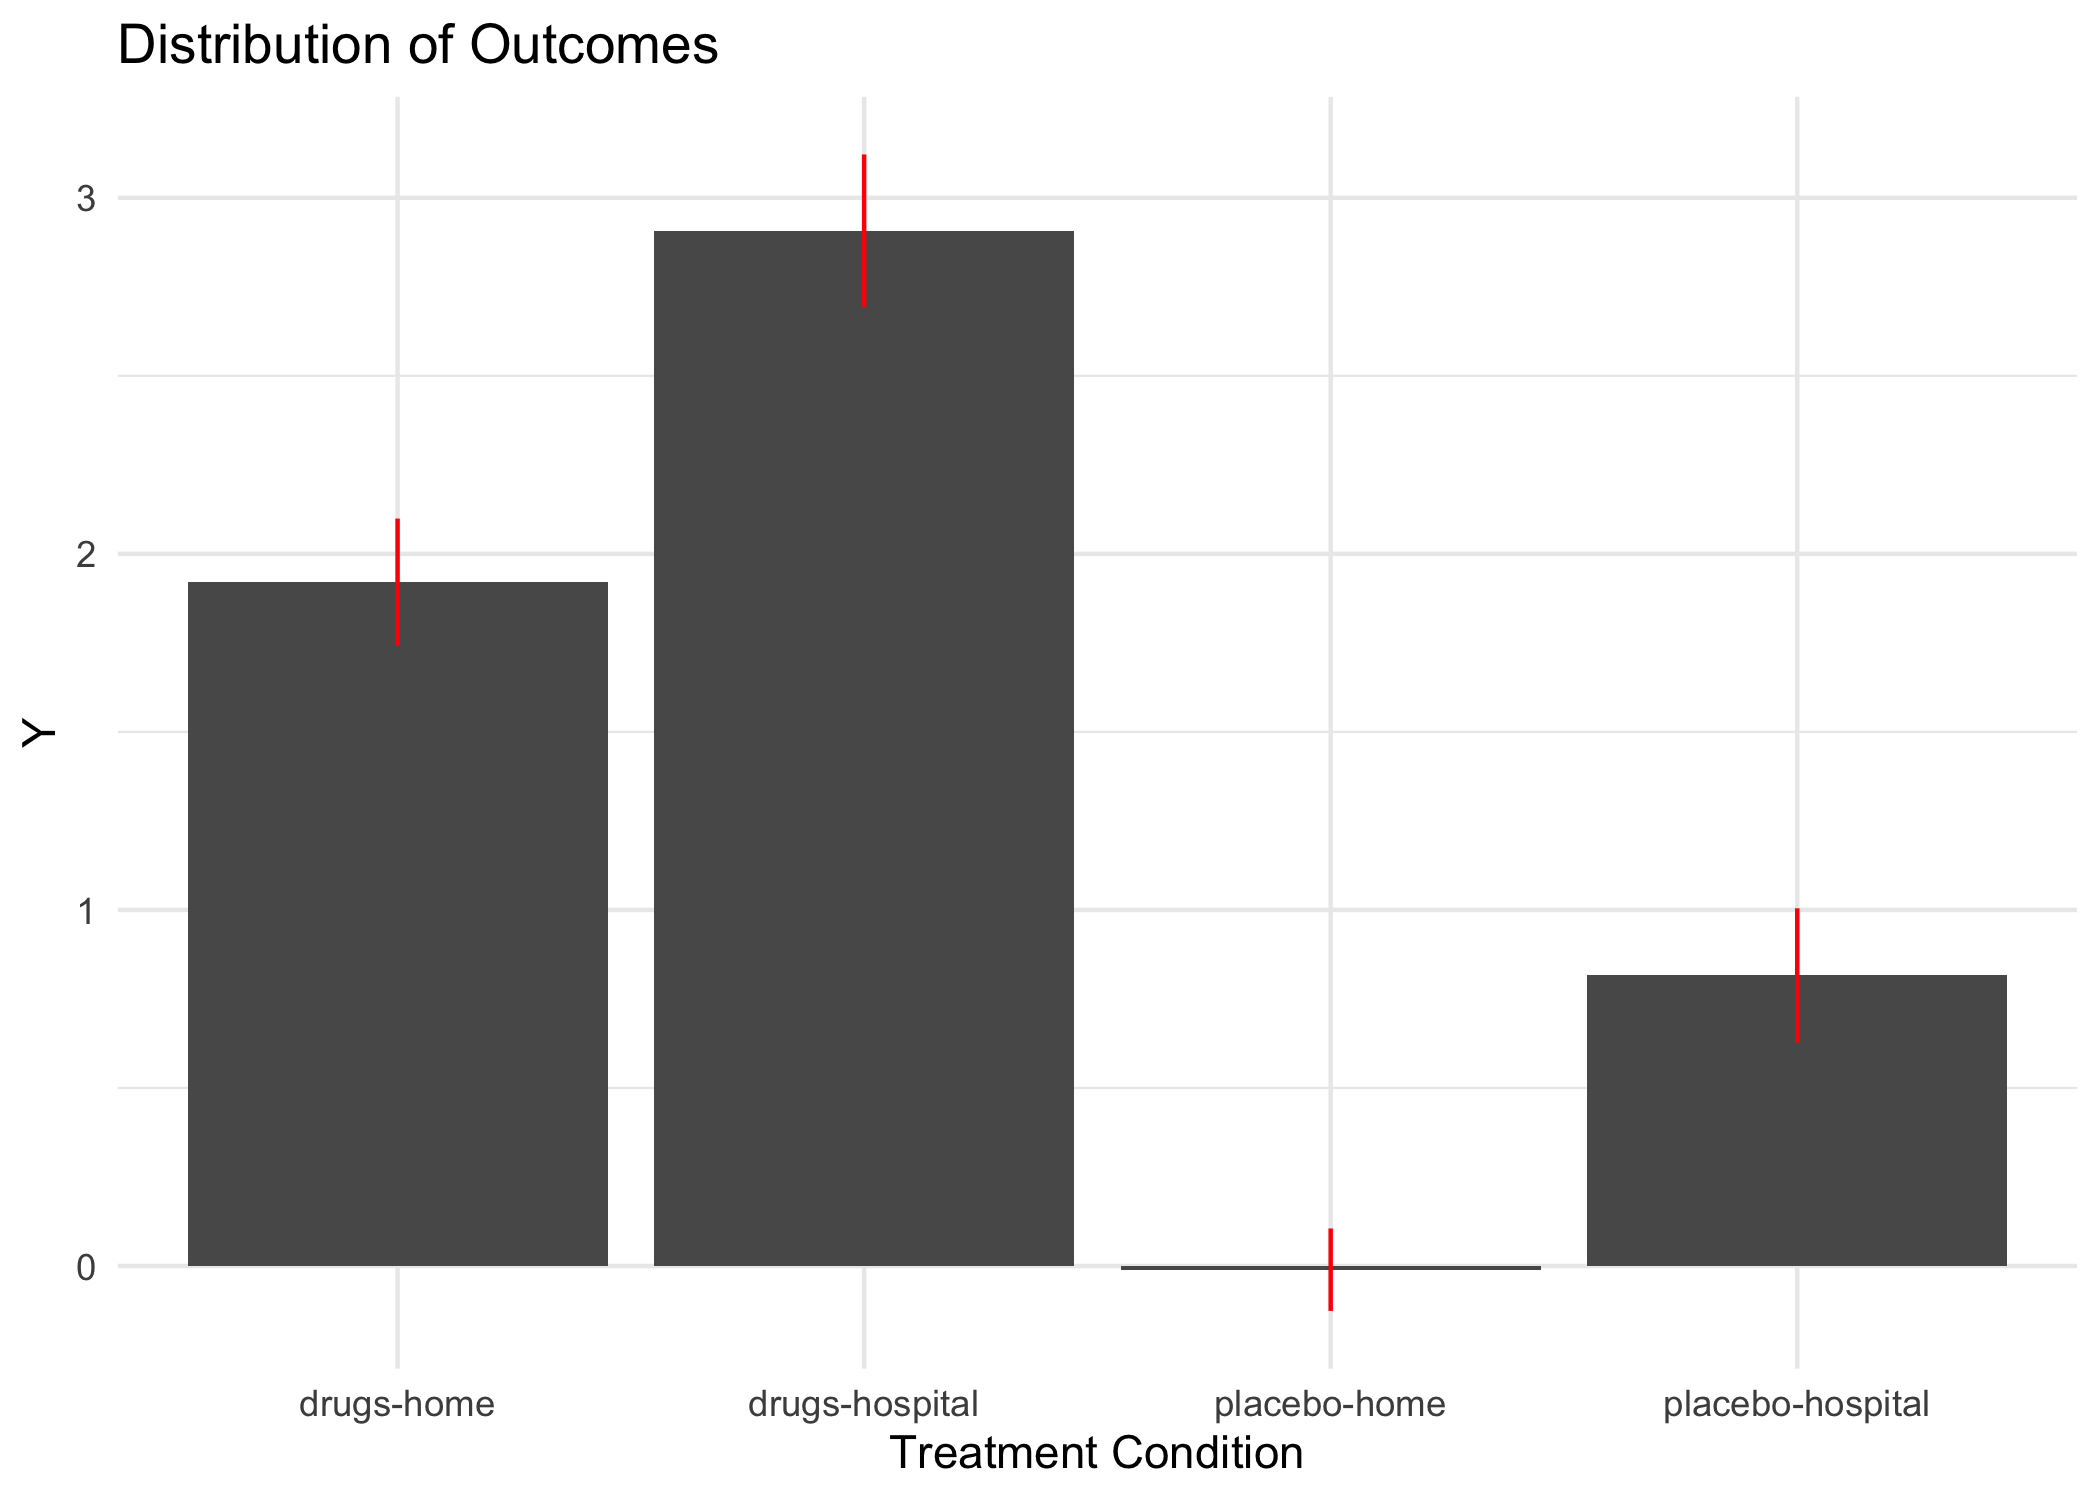 Distribution of Outcomes
3
2
1
0
Y
drugs-home
drugs-hospital
placebo-home
placebo-hospital
Treatment Condition